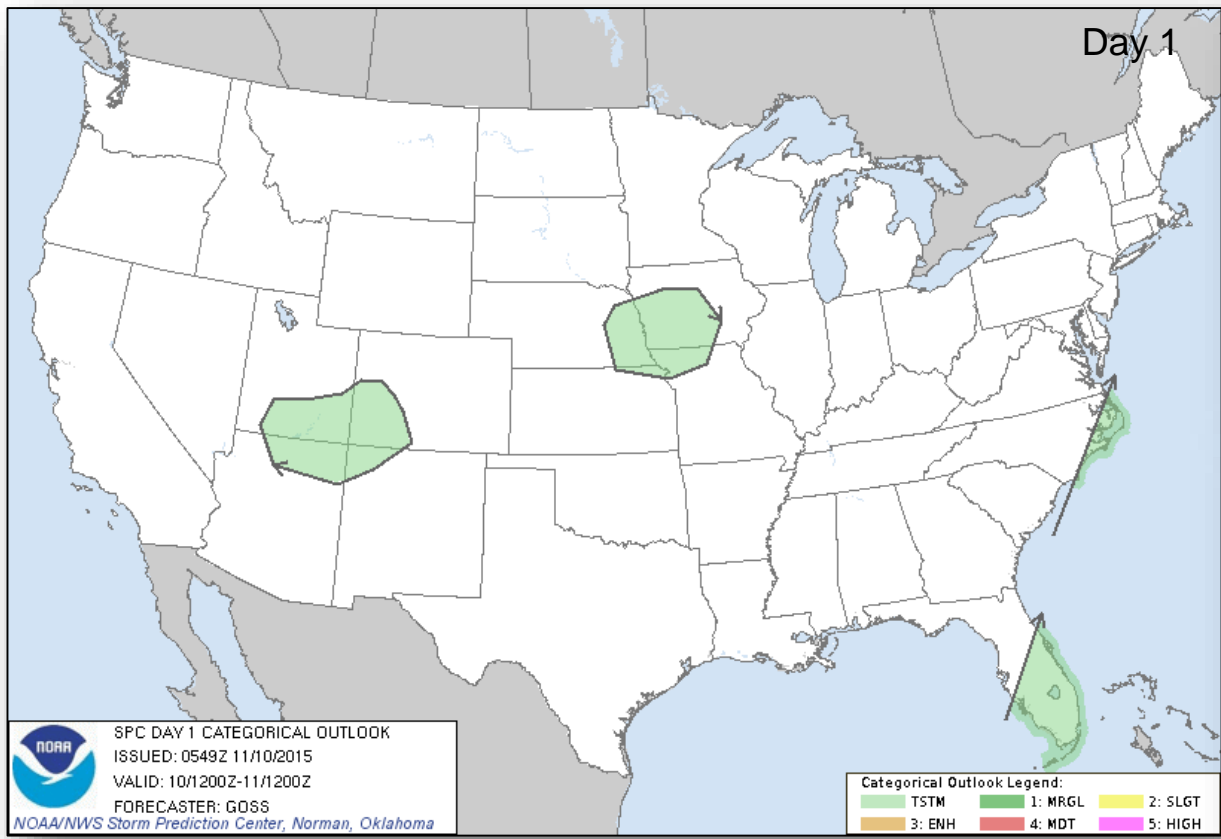 Day 1
NOAA
SPC DAY 1 CATEGORICAL OUTLOOK
ISSUED: 0549Z 11/10/2015
VALID: 10/1200Z-11/1200Z
FORECASTER: GOSS
NOAA/NWS Storm Prediction Center, Norman, Oklahoma
Categorical Outlook Legend:
TSTM 1: MRGL 2: SLGT
3: ENH 4: MDT 5: HIGH